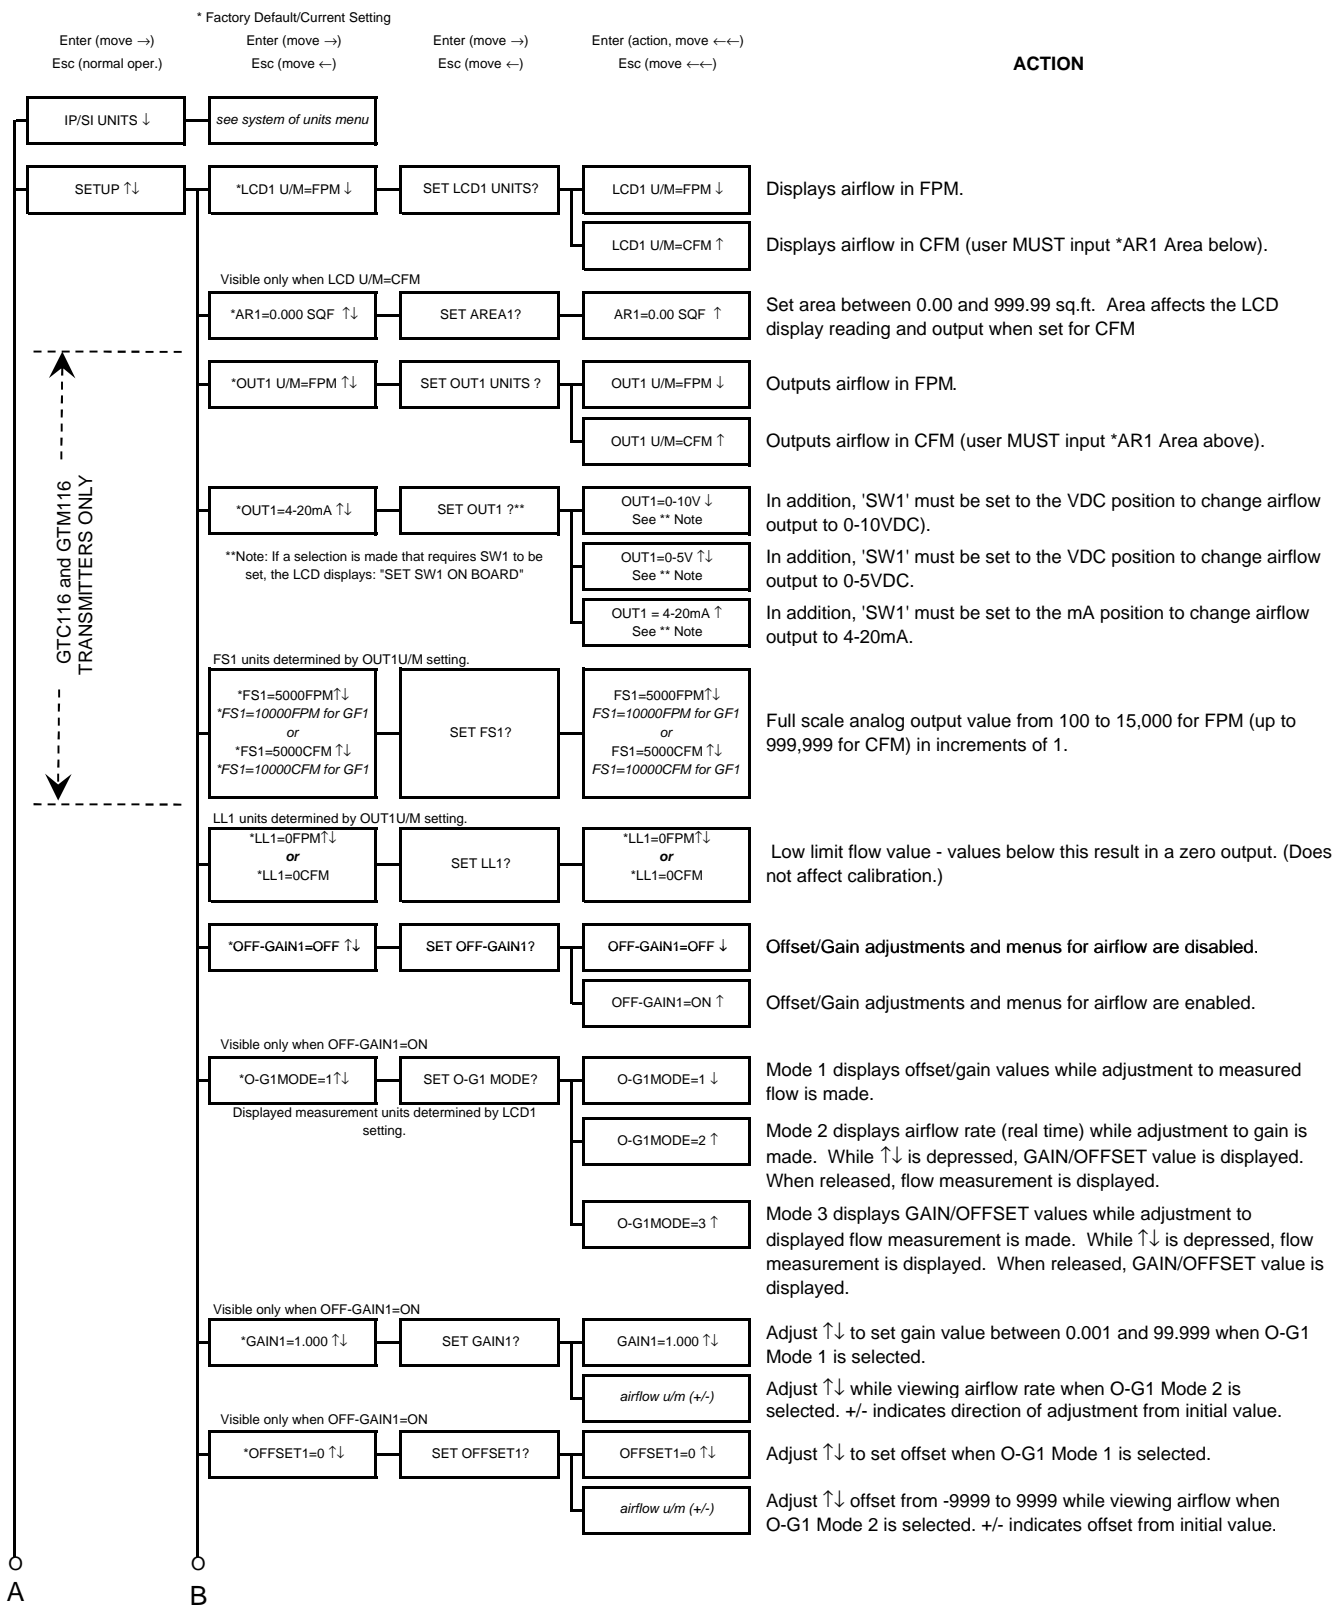 * Factory Default/Current Setting
Enter (move →)
Enter (move →)
Enter (move →)
Enter (action, move ←←)
Esc (normal oper.)
Esc (move ←)
Esc (move ←)
Esc (move ←←)
ACTION
IP/SI UNITS ↓
see system of units menu
SETUP ↑↓
*LCD1 U/M=FPM ↓
SET LCD1 UNITS?
LCD1 U/M=FPM ↓
Displays airflow in FPM.
LCD1 U/M=CFM ↑
Displays airflow in CFM (user MUST input *AR1 Area below).
Visible only when LCD U/M=CFM
*AR1=0.000 SQF ↑↓
SET AREA1?
AR1=0.00 SQF ↑
Set area between 0.00 and 999.99 sq.ft. Area affects the LCD
display reading and output when set for CFM
GTC116 and GTM116
TRANSMITTERS ONLY
*OUT1 U/M=FPM ↑↓
SET OUT1 UNITS ?
OUT1 U/M=FPM ↓
Outputs airflow in FPM.
OUT1 U/M=CFM ↑
Outputs airflow in CFM (user MUST input *AR1 Area above).
*OUT1=4-20mA ↑↓
SET OUT1 ?**
OUT1=0-10V ↓
See ** Note
In addition, 'SW1' must be set to the VDC position to change airflow
output to 0-10VDC).
**Note: If a selection is made that requires SW1 to be
set, the LCD displays: "SET SW1 ON BOARD"
OUT1=0-5V ↑↓
See ** Note
In addition, 'SW1' must be set to the VDC position to change airflow
output to 0-5VDC.
OUT1 = 4-20mA ↑
See ** Note
In addition, 'SW1' must be set to the mA position to change airflow
output to 4-20mA.
FS1 units determined by OUT1U/M setting.
*FS1=5000FPM↑↓
*FS1=10000FPM for GF1
or
*FS1=5000CFM ↑↓
*FS1=10000CFM for GF1
SET FS1?
FS1=5000FPM↑↓
FS1=10000FPM for GF1
or
FS1=5000CFM ↑↓
FS1=10000CFM for GF1
Full scale analog output value from 100 to 15,000 for FPM (up to
999,999 for CFM) in increments of 1.
LL1 units determined by OUT1U/M setting.
*LL1=0FPM↑↓
or
*LL1=0CFM
SET LL1?
*LL1=0FPM↑↓
or
*LL1=0CFM
Low limit flow value - values below this result in a zero output. (Does
not affect calibration.)
*OFF-GAIN1=OFF ↑↓
SET OFF-GAIN1?
OFF-GAIN1=OFF ↓
Offset/Gain adjustments and menus for airflow are disabled.
OFF-GAIN1=ON ↑
Offset/Gain adjustments and menus for airflow are enabled.
Visible only when OFF-GAIN1=ON
*O-G1MODE=1↑↓
SET O-G1 MODE?
O-G1MODE=1 ↓
Mode 1 displays offset/gain values while adjustment to measured
flow is made.
Displayed measurement units determined by LCD1
setting.
O-G1MODE=2 ↑
Mode 2 displays airflow rate (real time) while adjustment to gain is
made. While ↑↓ is depressed, GAIN/OFFSET value is displayed.
When released, flow measurement is displayed.
O-G1MODE=3 ↑
Mode 3 displays GAIN/OFFSET values while adjustment to
displayed flow measurement is made. While ↑↓ is depressed, flow
measurement is displayed. When released, GAIN/OFFSET value is
displayed.
Visible only when OFF-GAIN1=ON
*GAIN1=1.000 ↑↓
SET GAIN1?
GAIN1=1.000 ↑↓
Adjust ↑↓ to set gain value between 0.001 and 99.999 when O-G1
Mode 1 is selected.
airflow u/m (+/-)
Adjust ↑↓ while viewing airflow rate when O-G1 Mode 2 is
selected. +/- indicates direction of adjustment from initial value.
Visible only when OFF-GAIN1=ON
*OFFSET1=0 ↑↓
SET OFFSET1?
OFFSET1=0 ↑↓
Adjust ↑↓ to set offset when O-G1 Mode 1 is selected.
airflow u/m (+/-)
Adjust ↑↓ offset from -9999 to 9999 while viewing airflow when
O-G1 Mode 2 is selected. +/- indicates offset from initial value.
A
B